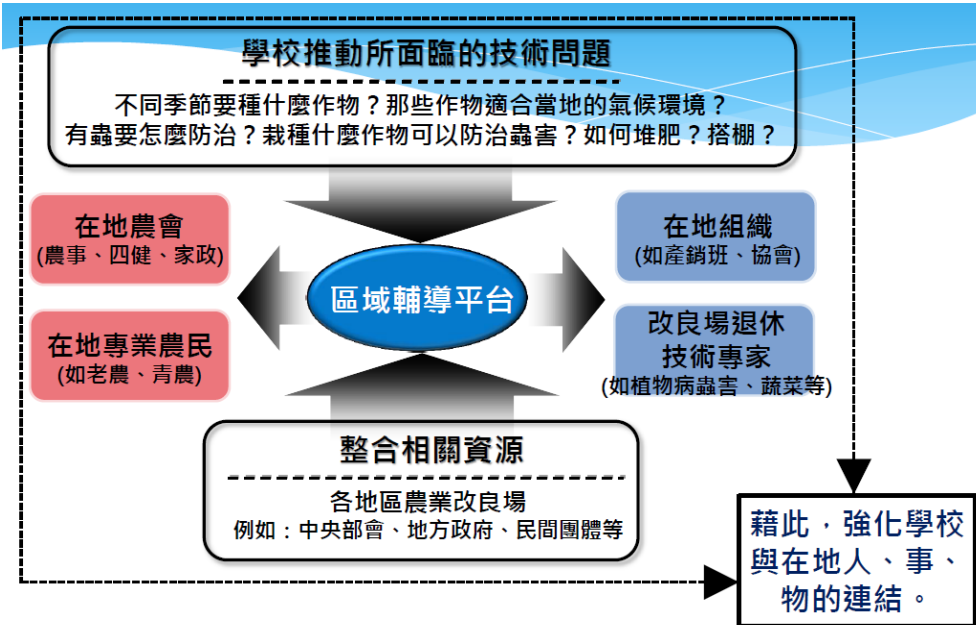 學校推動所面臨的技術問題
不同季節要種什麼作物？那些作物適合當地的氣候環境？
有蟲要怎麼防治？栽種什麼作物可以防治蟲害？如何堆肥？搭棚？
在地農會
(農事、四健、家政)
在地專業農民
(如老農、青農)
區域輔導平台
在地組織
(如產銷班、協會)
改良場退休
技術專家
(如植物病蟲害、蔬菜等)
整合相關資源
各地區農業改良場
例如：中央部會、地方政府、民間團體等
藉此，強化學校
與在地人、事、
物的連結。